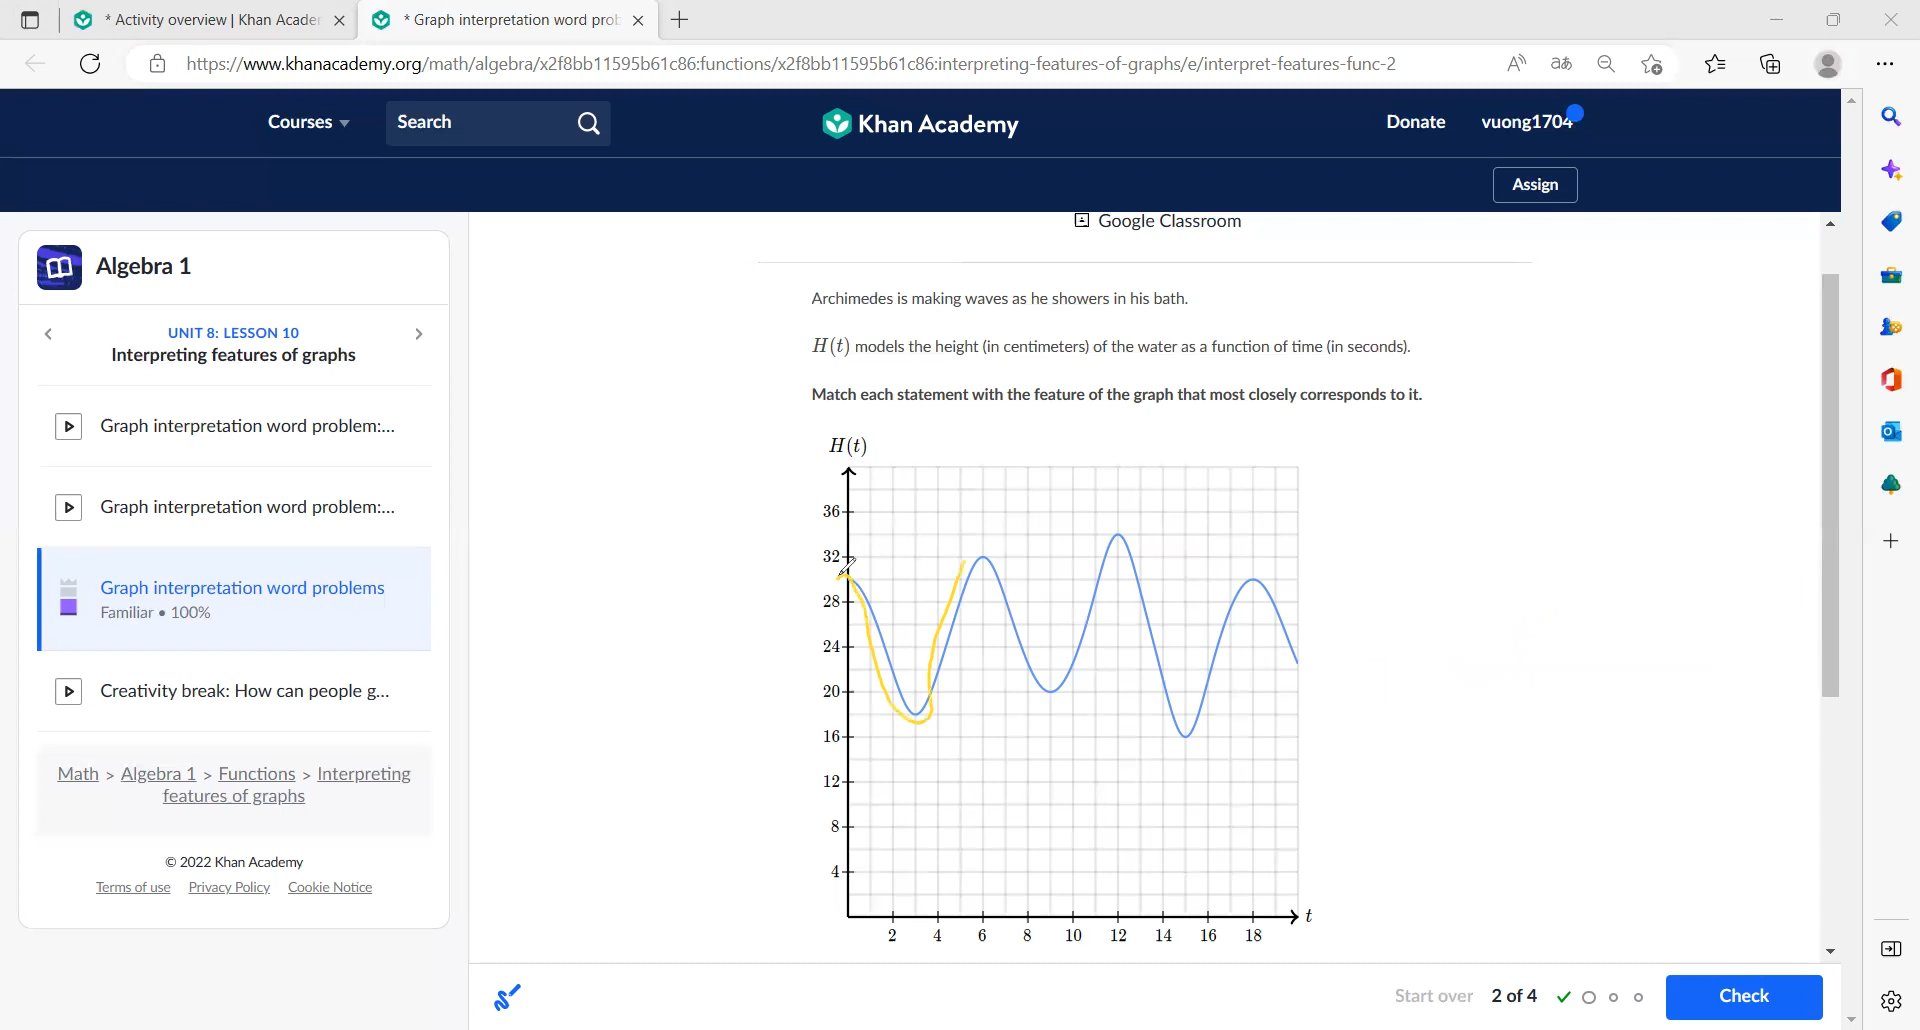 * Activity overview | Khan Acade
* Graph interpretation word prob
https://www.khanacademy.org/math/algebra/x2f8bb11595b61c86:functions/x2f8bb11595b61c86:interpreting-features-of-graphs/e/interpret-features-func-2
Courses
Search
Khan Academy
Donate
vuong1704
Assign
Algebra 1
UNIT 8: LESSON 10
Interpreting features of graphs
Graph interpretation word problem:...
Graph interpretation word problem:...
Graph interpretation word problems
Familiar • 100%
Creativity break: How can people g...
Math > Algebra 1 > Functions > Interpreting
features of graphs
© 2022 Khan Academy
Terms of use Privacy Policy Cookie Notice
Google Classroom
Archimedes is making waves as he showers in his bath.
H(t) models the height (in centimeters) of the water as a function of time (in seconds).
Match each statement with the feature of the graph that most closely corresponds to it.
H(t)
36
32
28
24
20
16
12
8
4
t
2 4 6 8 10 12 14 16 18
Start over 2 of 4
Check